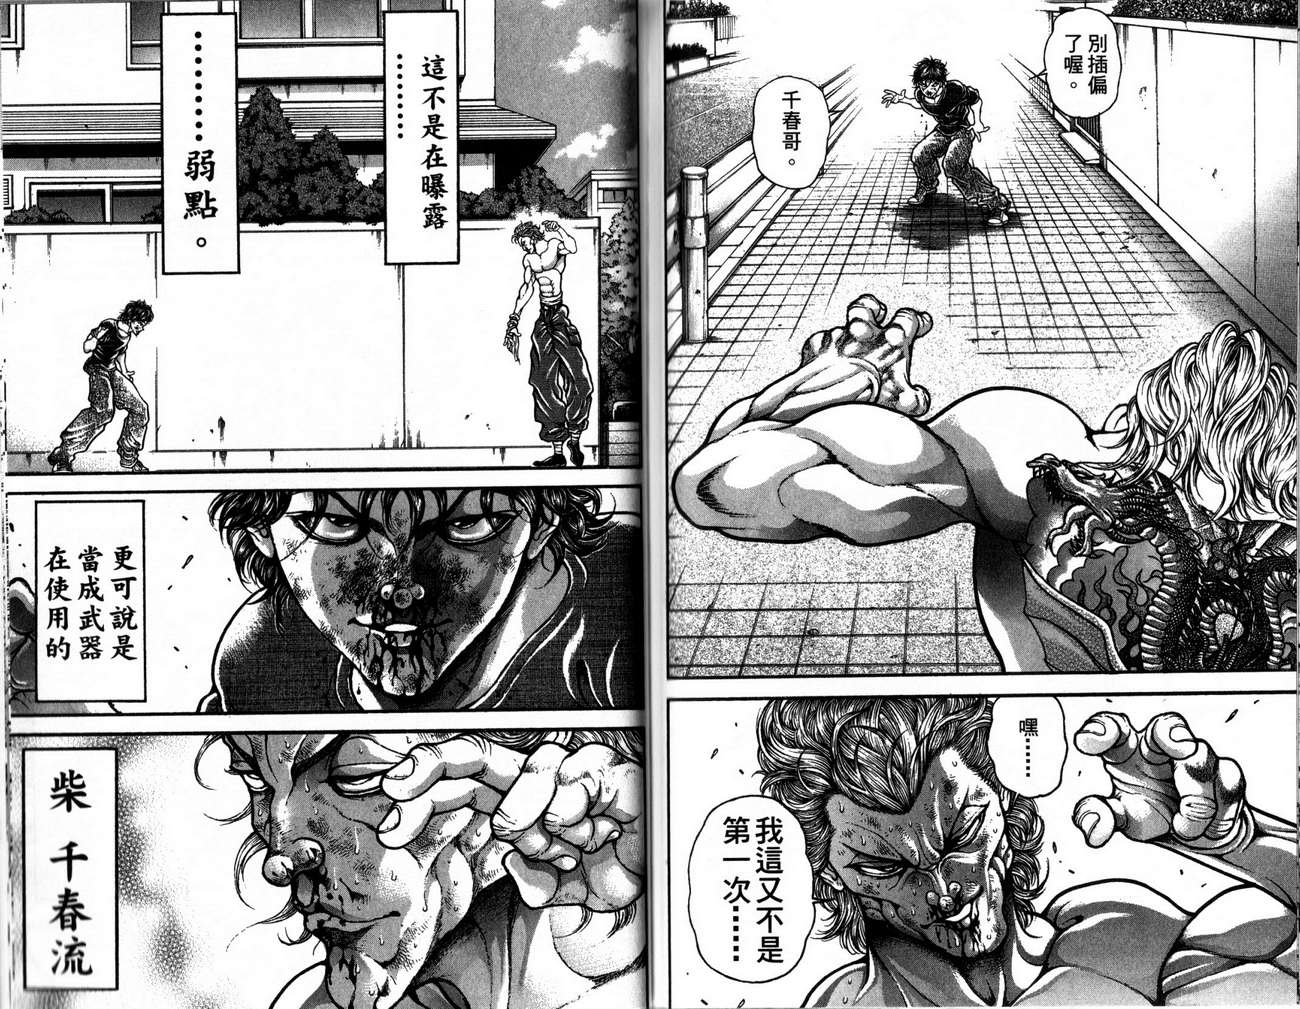 別插偏
了喔。
千春哥。
嘿……
我這又不是
第一次……
這不是在曝露
………
………弱點。
更可說是
當成武器
在使用的
柴千春流